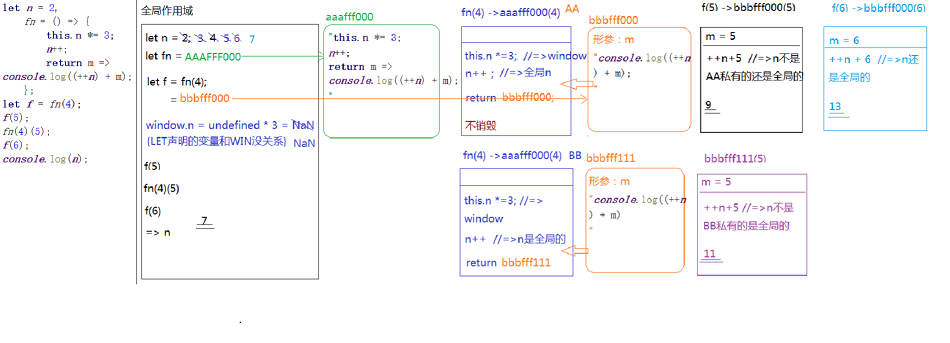 let n = 2,
fn = () => {
this.n *= 3;
n++;
return m =>
console.log((++n) + m);
};
let f = fn(4);
f(5);
fn(4)(5);
f(6);
console.log(n);
全局作用域
let n = 2、3、4、5、6、7
let fn = AAAFFF000
let f = fn(4);
= bbbfff000
window.n = undefined * 3 = NaN
(LET声明的变量和WIN没关系) NaN
f(5)
fn(4)(5)
f(6)
7
=> n
aaafff000
"this.n *= 3;
n++;
return m =>
console.log((++n) + m);
"
fn(4) ->aaafff000(4) AA
this.n *=3; //=>window
n++ ; //=>全局n
return bbbfff000;
不销毁
bbbfff000
形参：m
"console.log((++n
) + m);
"
f(5) ->bbbfff000(5)
m = 5
++n+5 //=>n不是
AA私有的还是全局的
9
f(6) ->bbbfff000(6)
m = 6
++n + 6 //=>n还
是全局的
13
fn(4) ->aaafff000(4) BB
this.n *=3; //=>
window
n++ //=>n是全局的
return bbbfff111
bbbfff111
形参：m
"console.log((++n
) + m)
"
bbbfff111(5)
m = 5
++n+5 //=>n不是
BB私有的是全局的
11